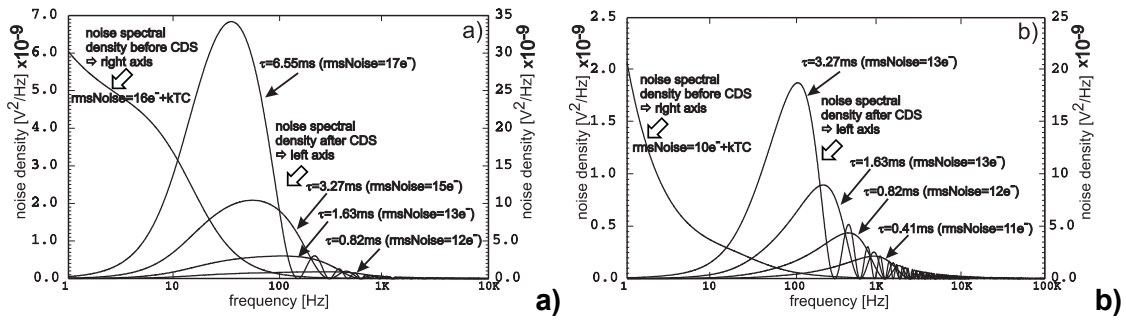 a)
7.0
6.0
5.0
4.0
3.0
2.0
1.0
0.0
noise density [V²/Hz] x10-9
35
30
25
20
15
10
5.0
0.0
noise density [V²/Hz] x10-9
1
10
100Hz
1K
10K
frequency [Hz]
noise spectral
density before CDS
⇒ right axis
rmsNoise=16e⁻+kTC
τ=6.55ms (rmsNoise=17e⁻)
noise spectral
density after CDS
⇒ left axis
τ=3.27ms (rmsNoise=15e⁻)
τ=1.63ms (rmsNoise=13e⁻)
τ=0.82ms (rmsNoise=12e⁻)
a)
b)
2.5
2.0
1.5
1.0
0.5
0.0
noise density [V²/Hz] x10-9
25
20
15
10
5.0
0.0
noise density [V²/Hz] x10-9
1
10
100
1KHz
10K
100K
frequency [Hz]
noise spectral
density before CDS
⇒ right axis
rmsNoise=10e⁻+kTC
τ=3.27ms (rmsNoise=13e⁻)
noise spectral
density after CDS
⇒ left axis
τ=1.63ms (rmsNoise=13e⁻)
τ=0.82ms (rmsNoise=12e⁻)
τ=0.41ms (rmsNoise=11e⁻)
b)